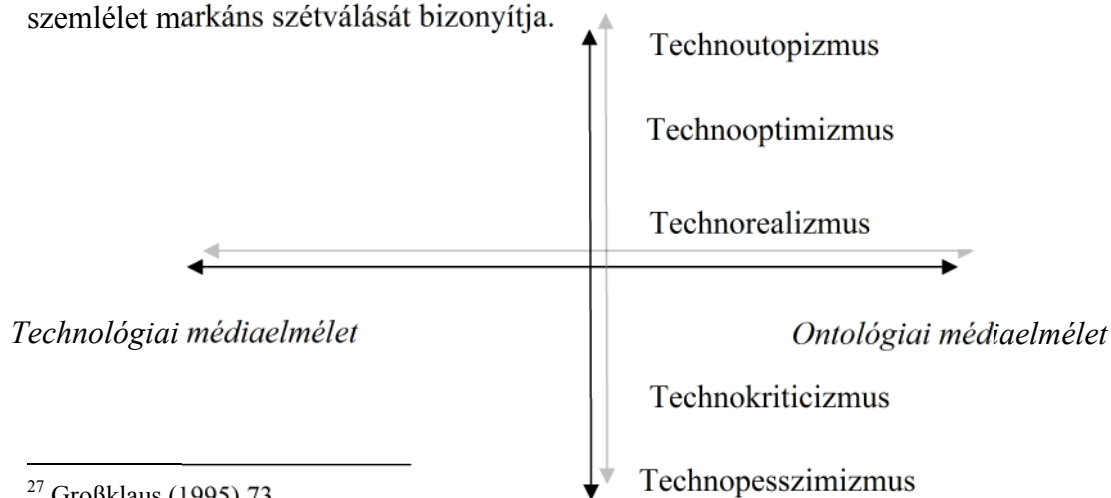 szemlélet markáns szétválását bizonyítja.
Technoutopizmus
Technooptimizmus
Technorealizmus
Technológiai médiaelmélet
Ontológiai médiaelmélet
Technokriticizmus
Technopesszimizmus
27 Großklaus (1995) 73